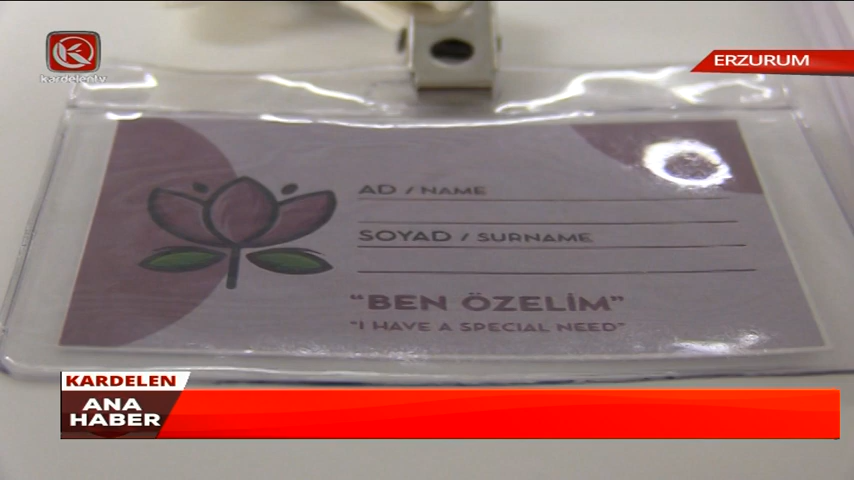 kardelentv
ERZURUM
AD / NAME
SOYAD / SURNAME
"BEN ÖZELİM"
"I HAVE A SPECIAL NEED"
KARDELEN
ANA
HABER